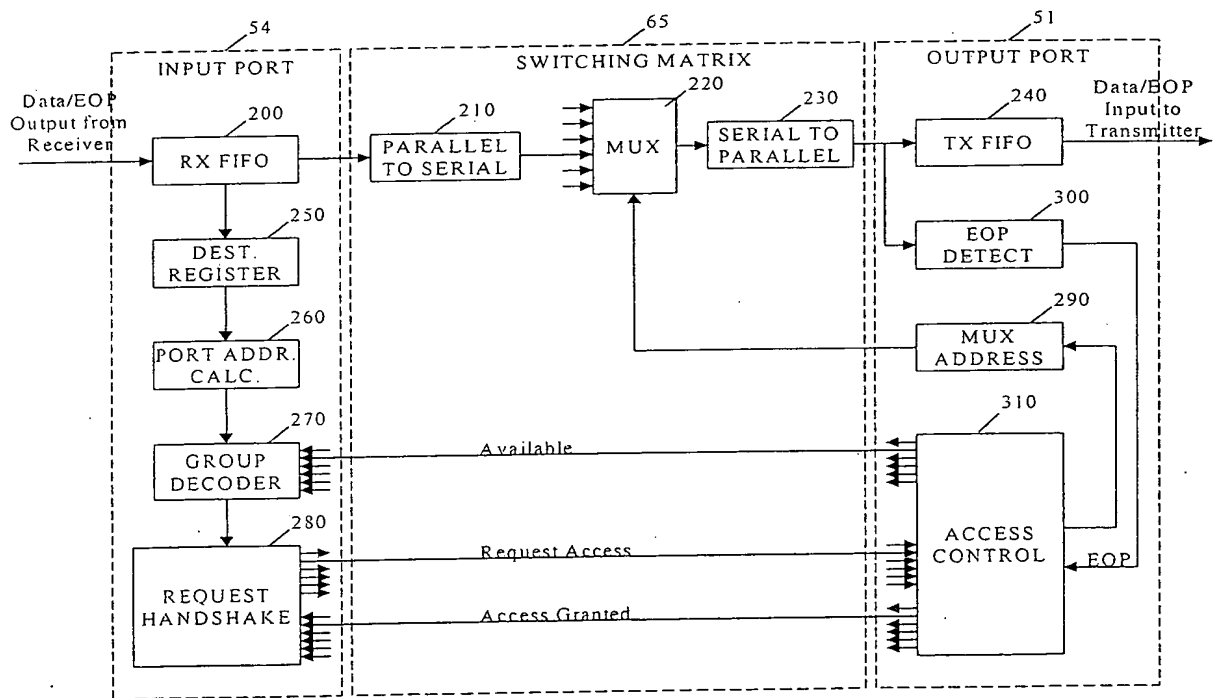 54
65
51
INPUT PORT
SWITCHING MATRIX
OUTPUT PORT
Data/EOP
Output from
Receiver
200
RX FIFO
210
PARALLEL
TO SERIAL
220
MUX
230
SERIAL TO
PARALLEL
240
TX FIFO
Data/EOP
Input to
Transmitter
250
DEST.
REGISTER
300
EOP
DETECT
260
PORT ADDR.
CALC.
290
MUX
ADDRESS
270
GROUP
DECODER
Available
310
ACCESS
CONTROL
280
REQUEST
HANDSHAKE
Request Access
EOP
Access Granted